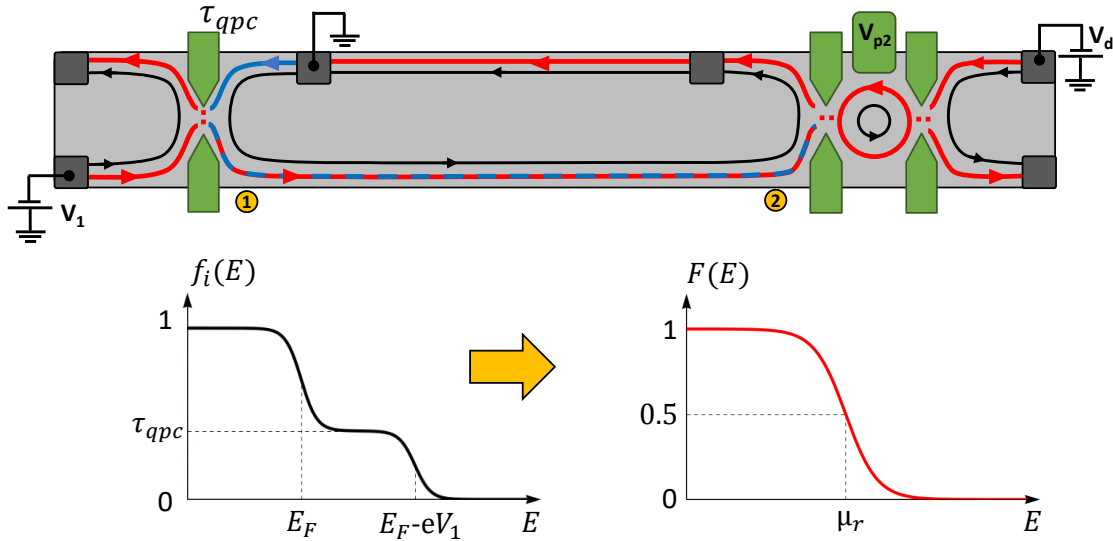 τ_qpc
V_p2
V_d
V_1
1
2
f_i(E)
1
τ_qpc
0
E_F
E_F-eV_1
E
F(E)
1
0.5
0
μ_r
E